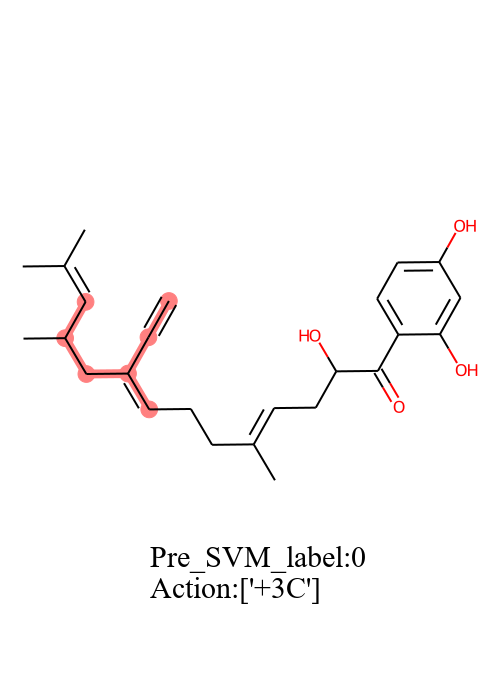 OH
HO
OH
O
Pre_SVM_label:0
Action:['+3C']